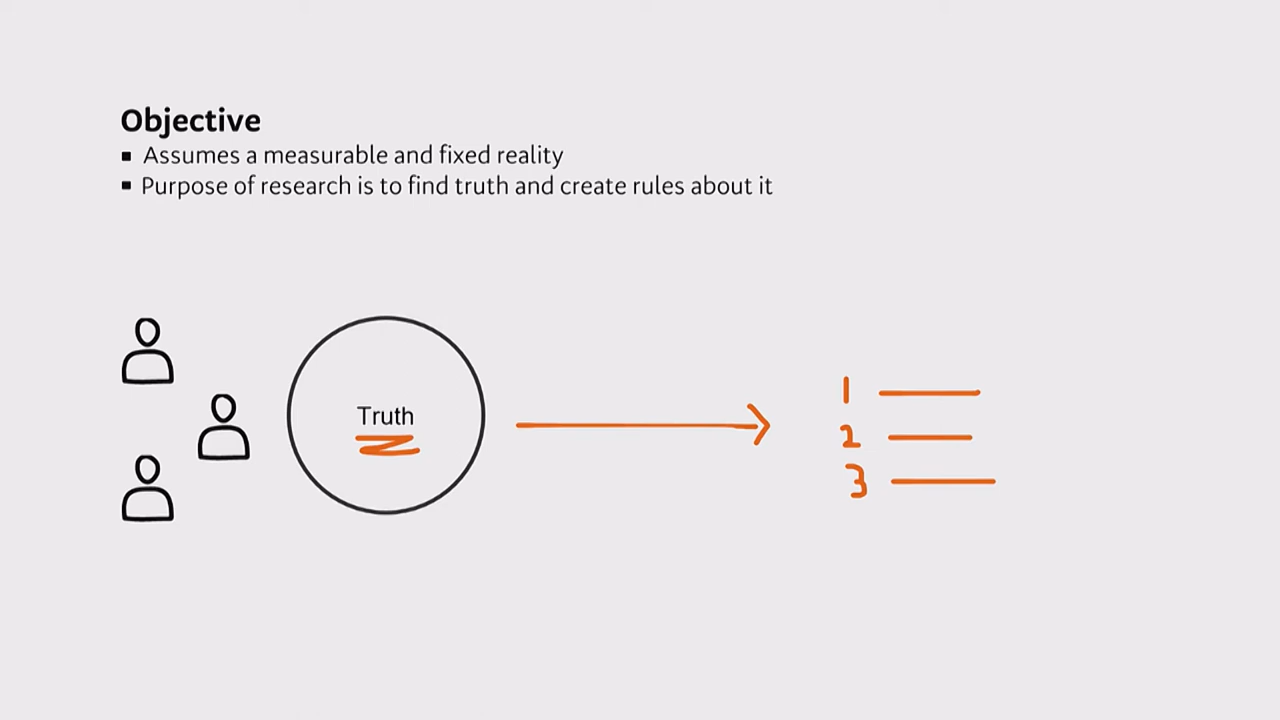 Objective
▪ Assumes a measurable and fixed reality
▪ Purpose of research is to find truth and create rules about it
Truth
1
2
3